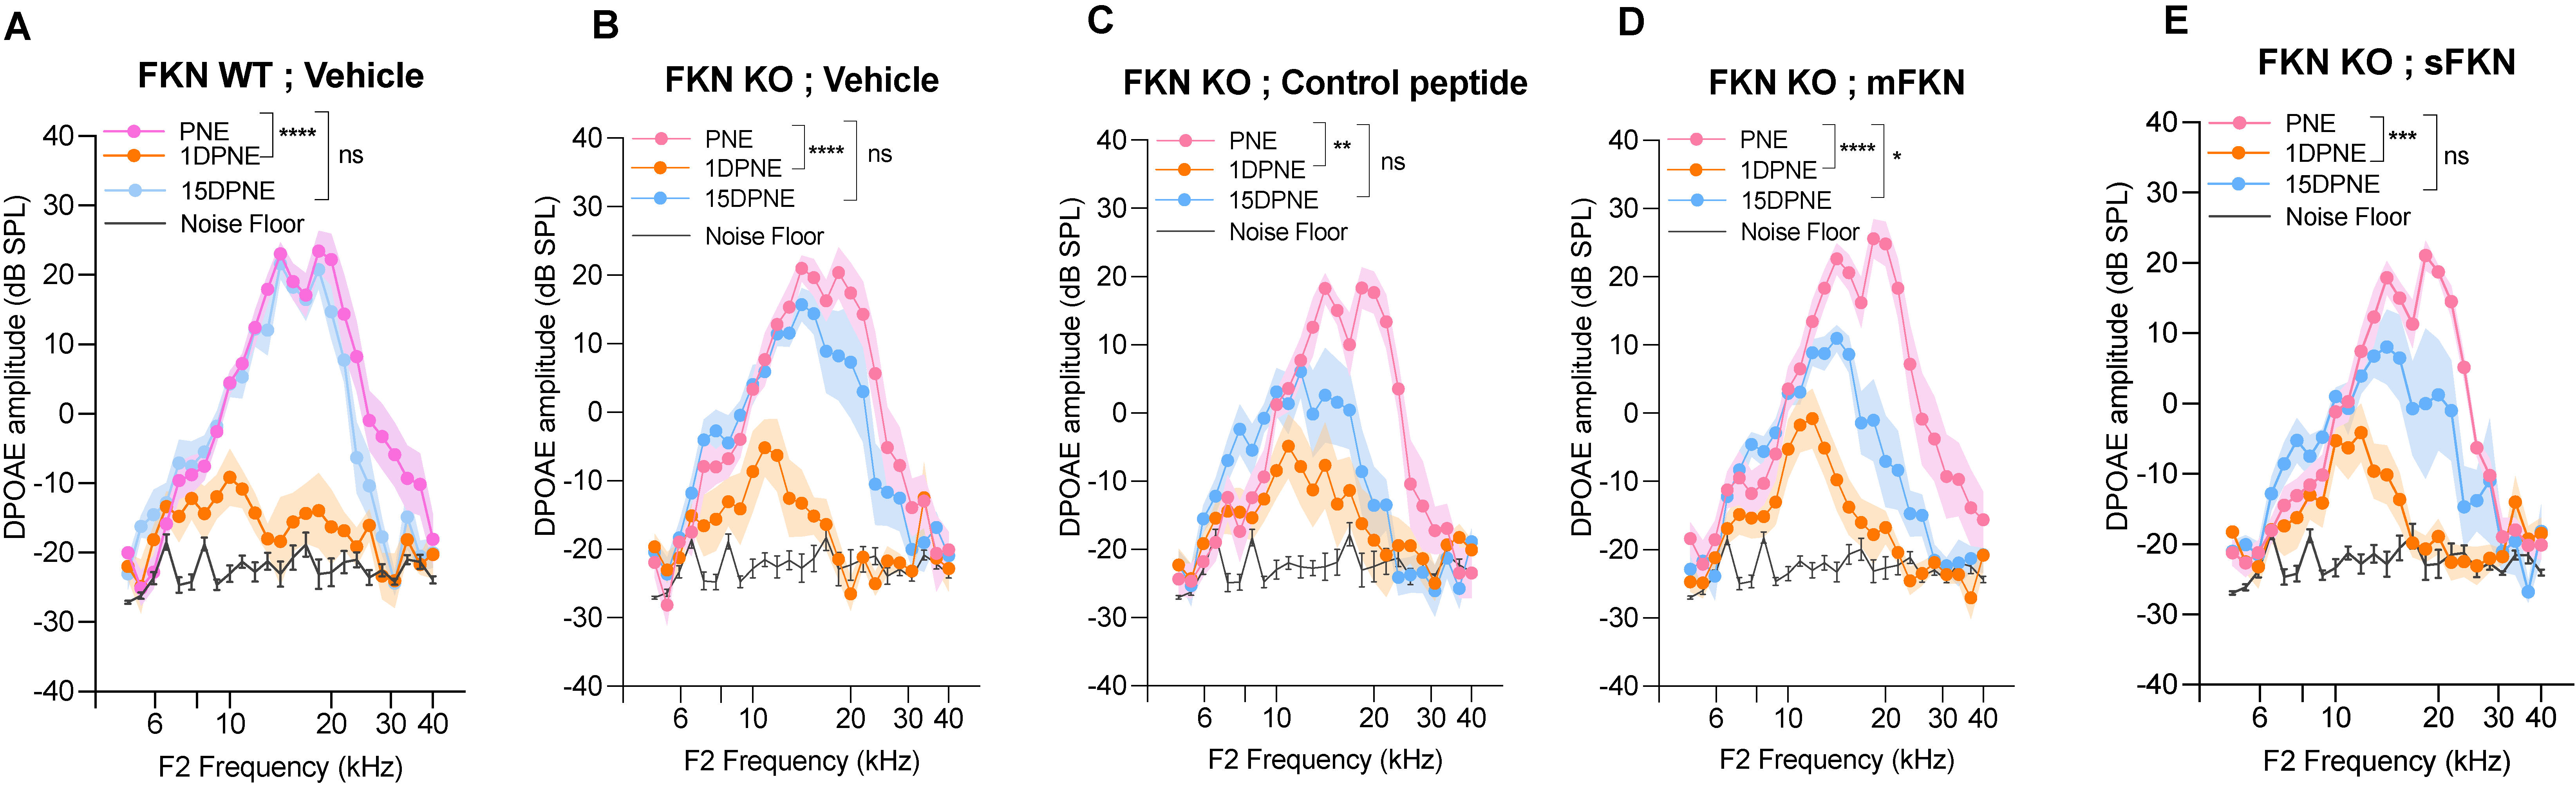 A
FKN WT ; Vehicle
PNE
1DPNE
15DPNE
Noise Floor
****
ns
DPOAE amplitude (dB SPL)
40
30
20
10
0
-10
-20
-30
-40
6 10 20 30 40
F2 Frequency (kHz)
B
FKN KO ; Vehicle
PNE
1DPNE
15DPNE
Noise Floor
****
ns
DPOAE amplitude (dB SPL)
40
30
20
10
0
-10
-20
-30
-40
6 10 20 30 40
F2 Frequency (kHz)
C
FKN KO ; Control peptide
PNE
1DPNE
15DPNE
Noise Floor
**
ns
DPOAE amplitude (dB SPL)
40
30
20
10
0
-10
-20
-30
-40
6 10 20 30 40
F2 Frequency (kHz)
D
FKN KO ; mFKN
PNE
1DPNE
15DPNE
Noise Floor
****
*
DPOAE amplitude (dB SPL)
40
30
20
10
0
-10
-20
-30
-40
6 10 20 30 40
F2 Frequency (kHz)
E
FKN KO ; sFKN
PNE
1DPNE
15DPNE
Noise Floor
***
ns
DPOAE amplitude (dB SPL)
40
30
20
10
0
-10
-20
-30
-40
6 10 20 30 40
F2 Frequency (kHz)